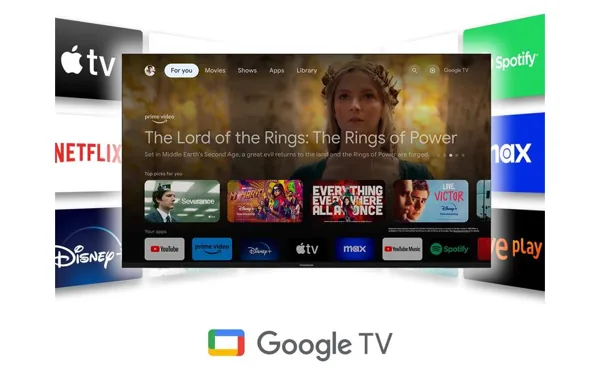 tv
Spotify
NETFLIX
max
Disney+
e play
For you
Movies
Shows
Apps
Library
Google TV
prime video
The Lord of the Rings: The Rings of Power
Set in Middle Earth's Second Age, a great evil returns to the land and the Rings of Power are forged.
Top picks for you
Severance
EVERYTHING
EVERYWHERE
ALL AT ONCE
LOVE,
VICTOR
Your apps
YouTube
prime video
Disney+
tv
max
YouTube Music
Spotify
Google TV